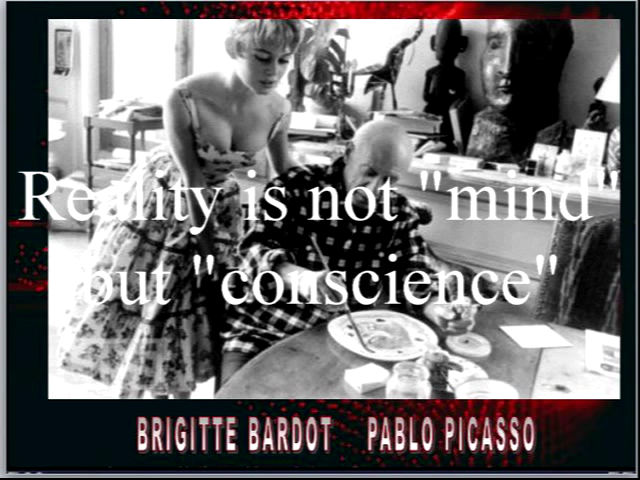 Reality is not "mind"
but "conscience"
BRIGITTE BARDOT PABLO PICASSO